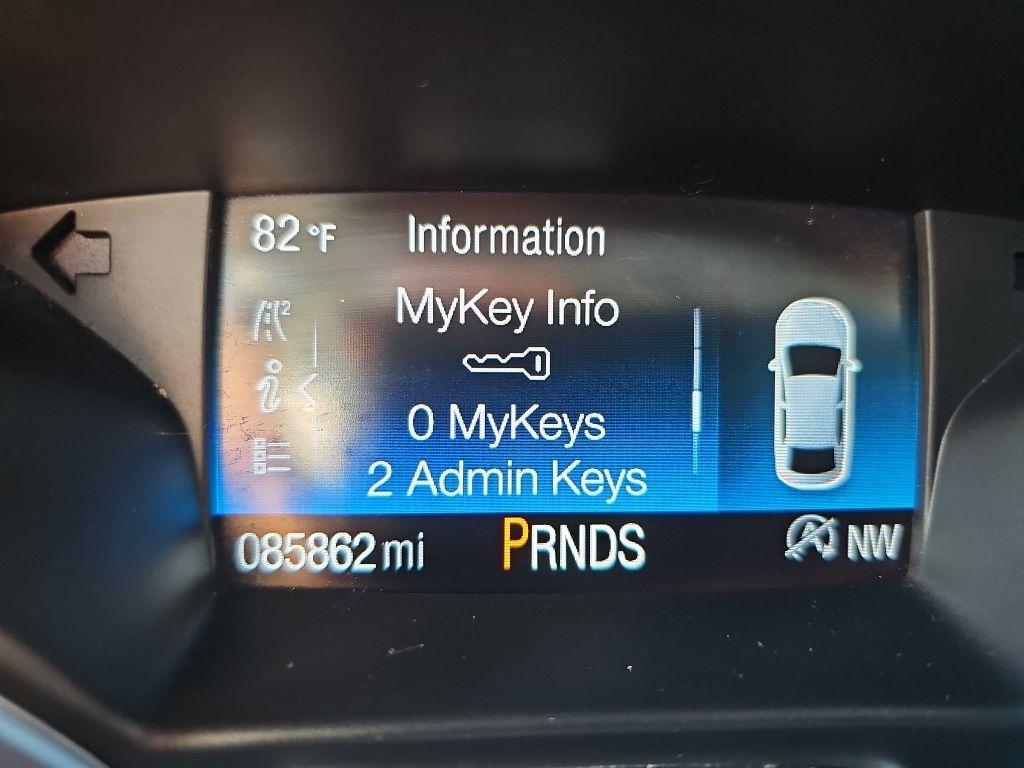 82 °F Information
MyKey Info
0 MyKeys
2 Admin Keys
085862 mi PRNDS NW